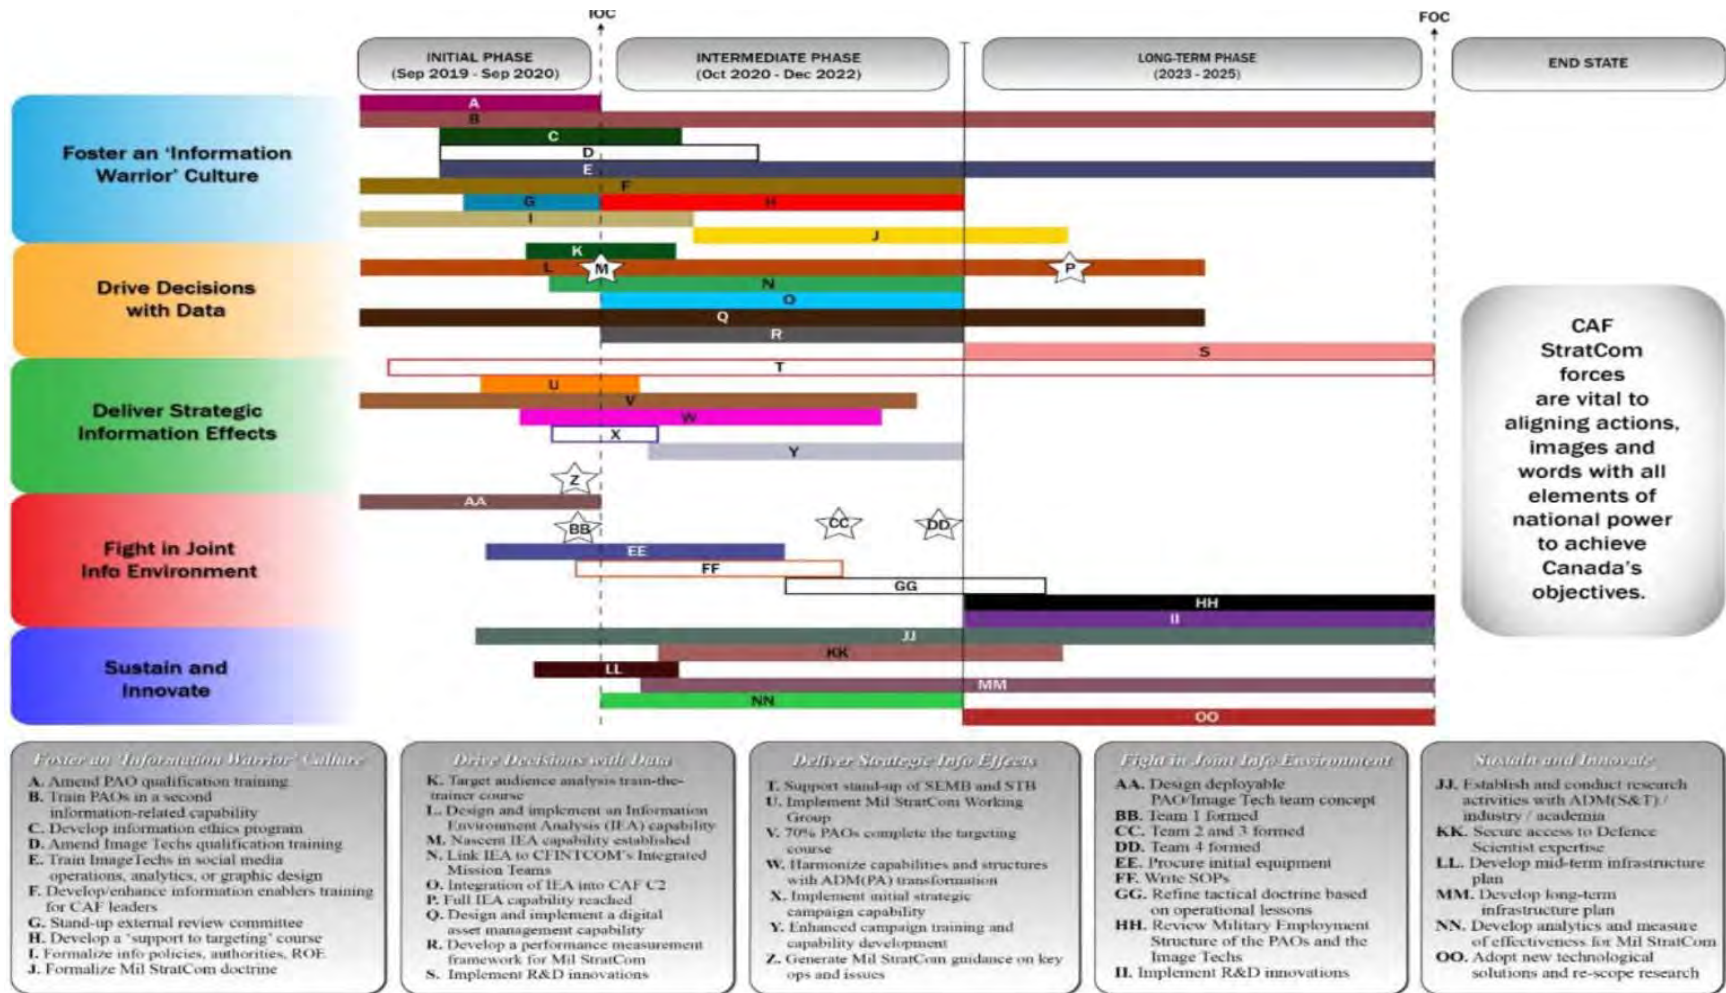 IOC
FOC
INITIAL PHASE
(Sep 2019 - Sep 2020)
INTERMEDIATE PHASE
(Oct 2020 - Dec 2022)
LONG-TERM PHASE
(2023 - 2025)
END STATE
Foster an ‘Information
Warrior’ Culture
A
B
C
D
E
F
G
H
I
J
Drive Decisions
with Data
K
L
M
N
O
P
Q
R
S
Deliver Strategic
Information Effects
T
U
V
W
X
Y
Z
Fight in Joint
Info Environment
AA
BB
CC
DD
EE
FF
GG
HH
II
Sustain and
Innovate
JJ
KK
LL
MM
NN
OO
CAF
StratCom
forces
are vital to
aligning actions,
images and
words with all
elements of
national power
to achieve
Canada’s
objectives.
Foster an ‘Information Warrior’ Culture
A. Amend PAO qualification training
B. Train PAOs in a second
information-related capability
C. Develop information ethics program
D. Amend Image Techs qualification training
E. Train ImageTechs in social media
operations, analytics, or graphic design
F. Develop/enhance information enablers training
for CAF leaders
G. Stand-up external review committee
H. Develop a "support to targeting" course
I. Formalize info policies, authorities, ROE
J. Formalize Mil StratCom doctrine
Drive Decisions with Data
K. Target audience analysis train-the-
trainer course
L. Design and implement an Information
Environment Analysis (IEA) capability
M. Nascent IEA capability established
N. Link IEA to CFINTCOM's Integrated
Mission Teams
O. Integration of IEA into CAF C2
P. Full IEA capability reached
Q. Design and implement a digital
asset management capability
R. Develop a performance measurement
framework for Mil StratCom
S. Implement R&D innovations
Deliver Strategic Info Effects
T. Support stand-up of SEMB and STB
U. Implement Mil StratCom Working
Group
V. 70% PAOs complete the targeting
course
W. Harmonize capabilities and structures
with ADM(PA) transformation
X. Implement initial strategic
campaign capability
Y. Enhanced campaign training and
capability development
Z. Generate Mil StratCom guidance on key
ops and issues
Fight in Joint Info Environment
AA. Design deployable
PAO/Image Tech team concept
BB. Team 1 formed
CC. Team 2 and 3 formed
DD. Team 4 formed
EE. Procure initial equipment
FF. Write SOPs
GG. Refine tactical doctrine based
on operational lessons
HH. Review Military Employment
Structure of the PAOs and the
Image Techs
II. Implement R&D innovations
Sustain and Innovate
JJ. Establish and conduct research
activities with ADM(S&T) /
industry / academia
KK. Secure access to Defence
Scientist expertise
LL. Develop mid-term infrastructure
plan
MM. Develop long-term
infrastructure plan
NN. Develop analytics and measure
of effectiveness for Mil StratCom
OO. Adopt new technological
solutions and re-scope research